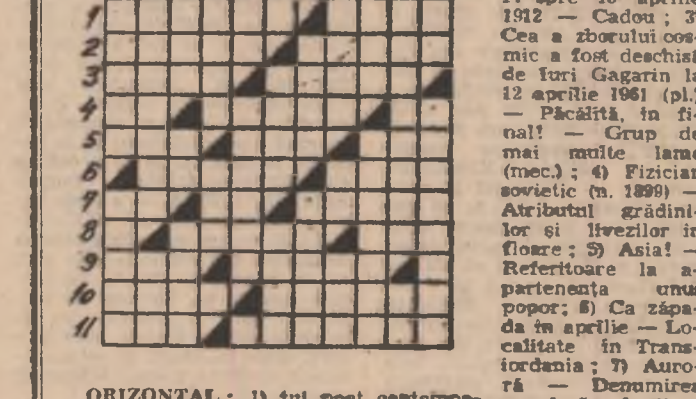 1
2
3
4
5
6
7
8
9
10
11
ORIZONTAL: 1)
1912 — Cadou ; 3)
Cea a zborului cos-
mic a fost deschisă
de Iuri Gagarin la
12 aprilie 1961 (pl.)
— Păcălită, în fi-
nal! — Grup de
mai multe lame
(mec.) ; 4) Fizician
sovietic (n. 1899) —
Atributul grădini-
lor și livezilor în
floare ; 5) Asia! —
Referitoare la a-
partenența unui
popor; 6) Ca zăpa-
da în aprilie — Lo-
calitate în Trans-
iordania ; 7) Auro-
ră — Denumirea